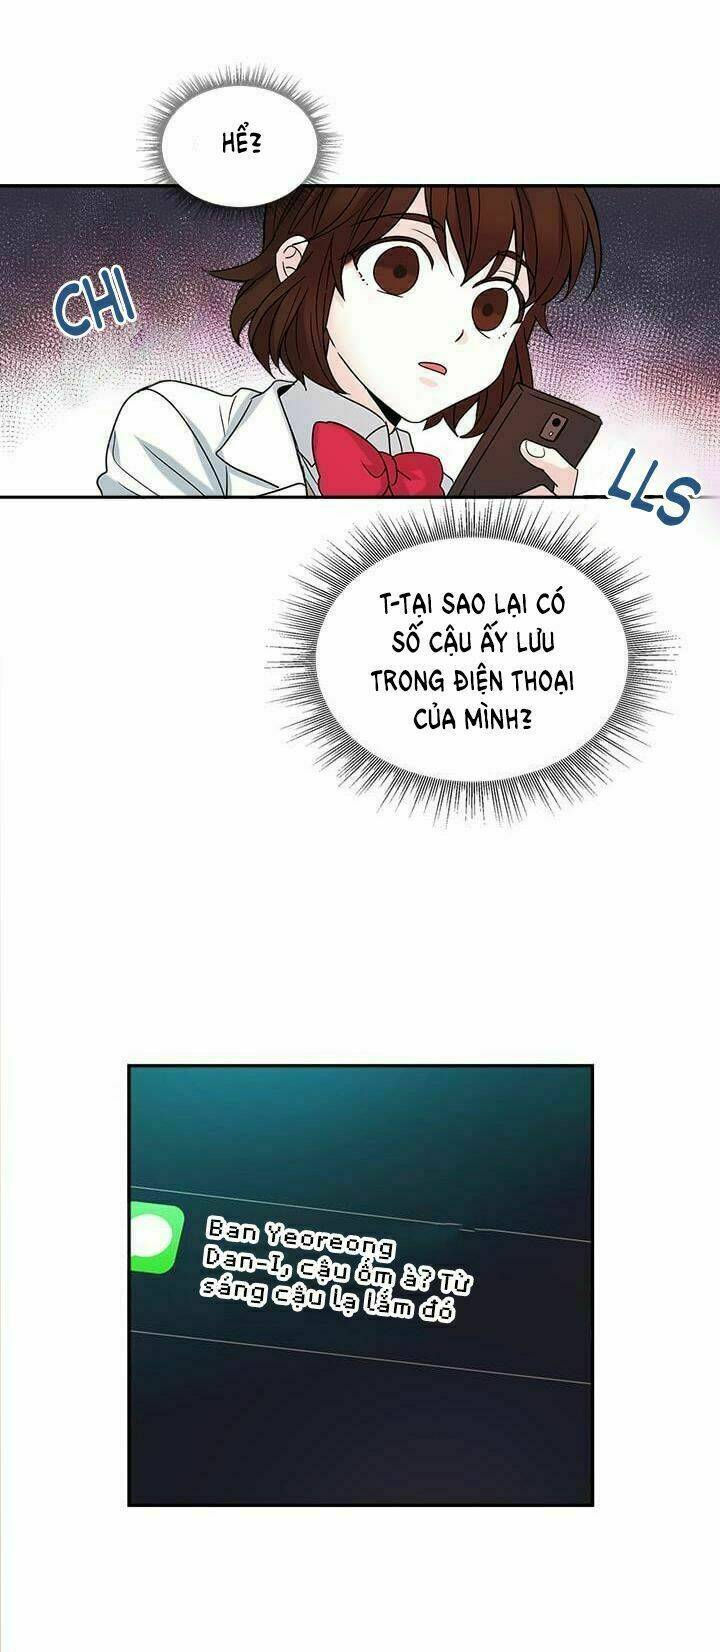 HỂ?
CHI
LLS
T-TẠI SAO LẠI CÓ
SỐ CẬU ẤY LƯU
TRONG ĐIỆN THOẠI
CỦA MÌNH?
Ban Yeoreong
Dan-I, cậu ốm à? Từ
sáng cậu lạ lắm đó